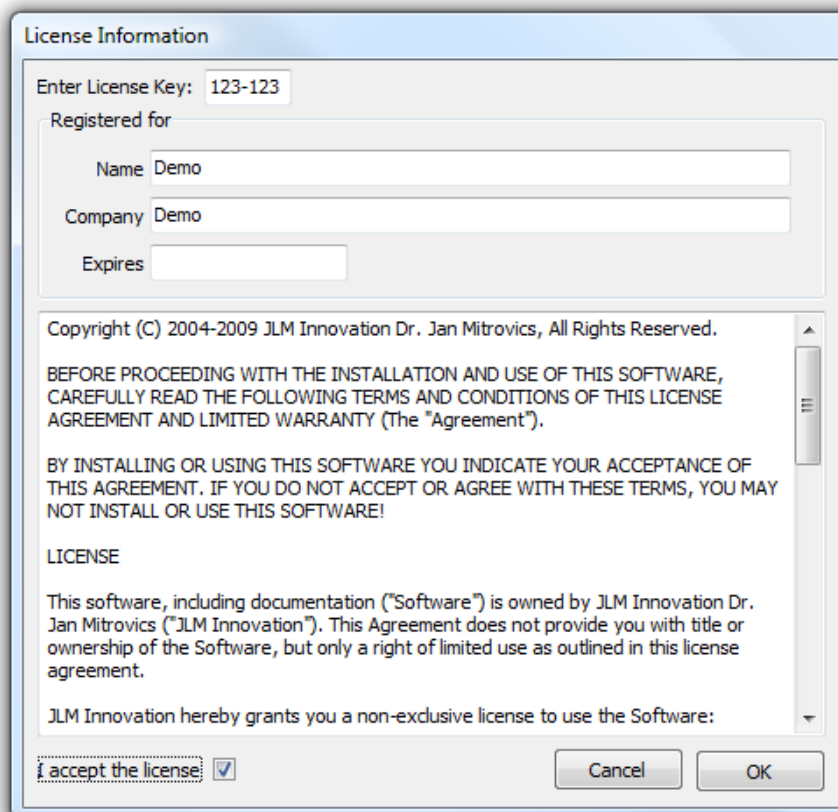 License Information
Enter License Key: 123-123
Registered for
Name Demo
Company Demo
Expires
Copyright (C) 2004-2009 JLM Innovation Dr. Jan Mitrovics, All Rights Reserved.
BEFORE PROCEEDING WITH THE INSTALLATION AND USE OF THIS SOFTWARE,
CAREFULLY READ THE FOLLOWING TERMS AND CONDITIONS OF THIS LICENSE
AGREEMENT AND LIMITED WARRANTY (The "Agreement").
BY INSTALLING OR USING THIS SOFTWARE YOU INDICATE YOUR ACCEPTANCE OF
THIS AGREEMENT. IF YOU DO NOT ACCEPT OR AGREE WITH THESE TERMS, YOU MAY
NOT INSTALL OR USE THIS SOFTWARE!
LICENSE
This software, including documentation ("Software") is owned by JLM Innovation Dr.
Jan Mitrovics ("JLM Innovation"). This Agreement does not provide you with title or
ownership of the Software, but only a right of limited use as outlined in this license
agreement.
JLM Innovation hereby grants you a non-exclusive license to use the Software:
I accept the license
Cancel
OK